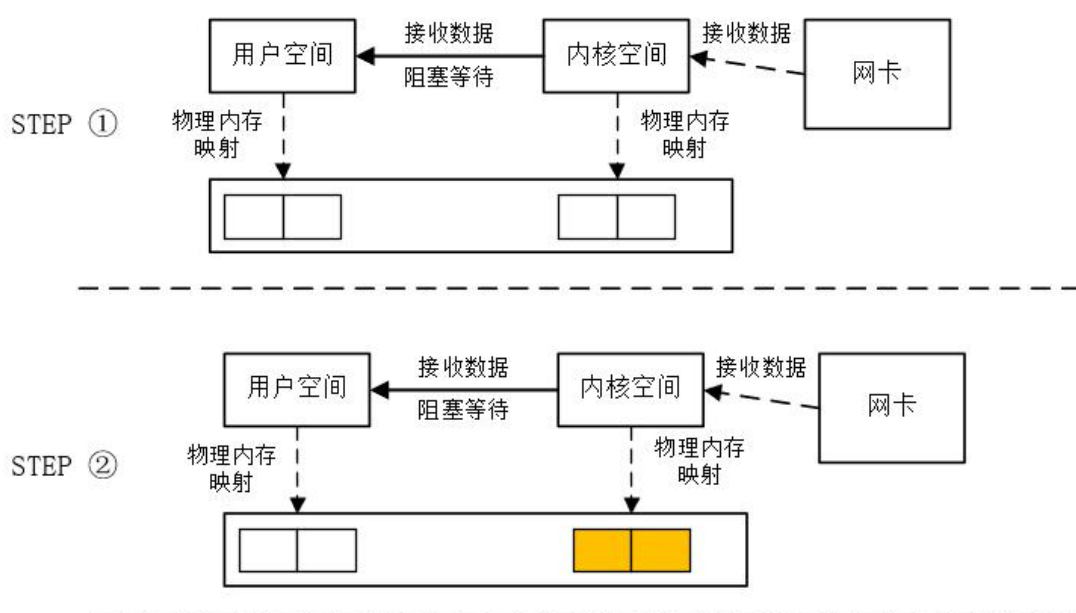 接收数据
接收数据
用户空间
内核空间
网卡
阻塞等待
STEP ①
物理内存
映射
物理内存
映射
接收数据
接收数据
用户空间
内核空间
网卡
阻塞等待
STEP ②
物理内存
映射
物理内存
映射